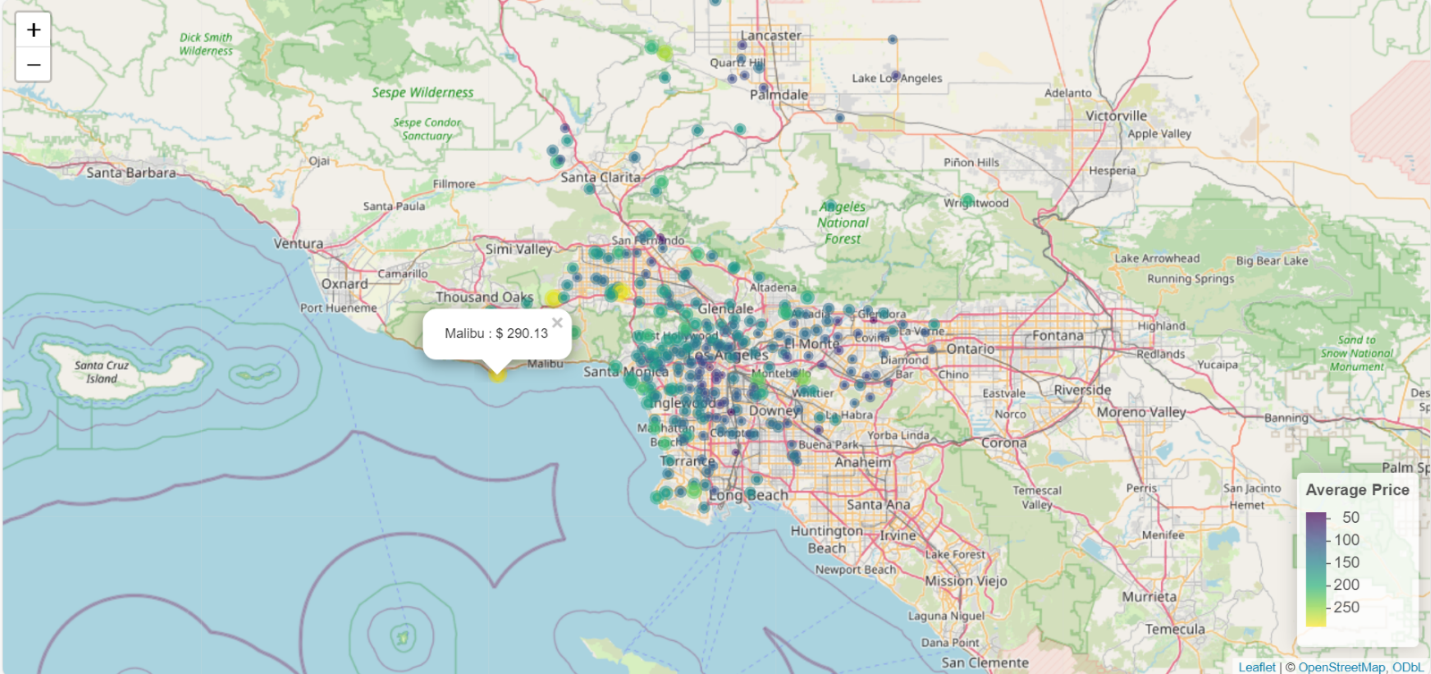 +
−
Dick Smith
Wilderness
Lancaster
Quartz Hill
Lake Los Angeles
Palmdale
Adelanto
Victorville
Apple Valley
Sespe Wilderness
Sespe Condor
Sanctuary
Ojai
Santa Barbara
Fillmore
Santa Clarita
Piñon Hills
Hesperia
Santa Paula
Angeles
National
Forest
Wrightwood
Ventura
Simi Valley
San Fernando
Lake Arrowhead
Big Bear Lake
Running Springs
Camarillo
Oxnard
Thousand Oaks
Altadena
Port Hueneme
Glendale
Arcadia
Glendora
Malibu : $ 290.13
×
West Hollywood
El Monte
Covina
La Verne
Fontana
Highland
Los Angeles
Ontario
Redlands
Sand to
Snow National
Monument
Santa Cruz
Island
Malibu
Santa Monica
Montebello
Diamond
Bar
Chino
Yucaipa
Whittier
Eastvale
Riverside
Inglewood
Downey
La Habra
Norco
Moreno Valley
Banning
Manhattan
Beach
Compton
Buena Park
Yorba Linda
Corona
Torrance
Anaheim
Palm Sp
Long Beach
Santa Ana
Temescal
Valley
Perris
San Jacinto
Hemet
Huntington
Beach
Irvine
Lake Forest
Menifee
Newport Beach
Mission Viejo
Murrieta
Laguna Niguel
Dana Point
Temecula
San Clemente
Average Price
50
100
150
200
250
Leaflet | © OpenStreetMap, ODbL